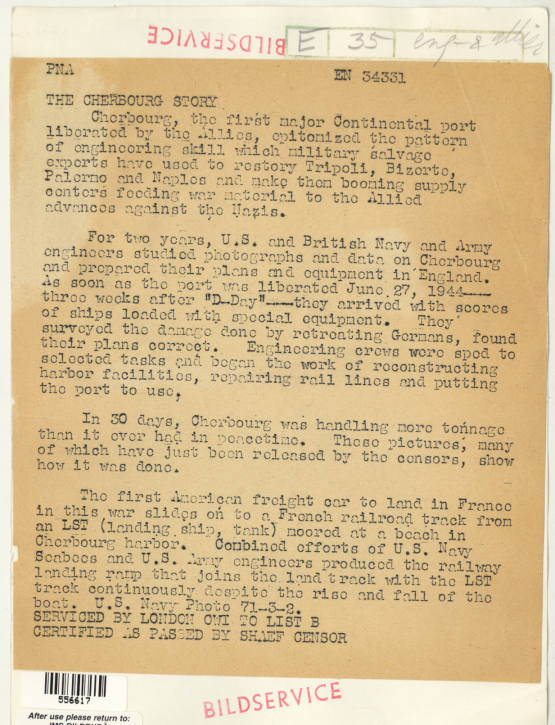 BILDSERVICE
E 35 eng-& allies
PNA EN 34331
THE CHERBOURG STORY
Cherbourg, the first major Continental port
liberated by the Allies, epitomized the pattern
of engineering skill which military salvage
experts have used to restory Tripoli, Bizerte,
Palermo and Naples and make them booming supply
centers feeding war material to the Allied
advances against the Nazis.
For two years, U.S. and British Navy and Army
engineers studied photographs and data on Cherbourg
and prepared their plans and equipment in England.
As soon as the port was liberated June 27, 1944---
three weeks after "D-Day"---they arrived with scores
of ships loaded with special equipment. They
surveyed the damage done by retreating Germans, found
their plans correct. Engineering crews were sped to
selected tasks and began the work of reconstructing
harbor facilities, repairing rail lines and putting
the port to use.
In 30 days, Cherbourg was handling more tonnage
than it ever had in peacetime. These pictures, many
of which have just been released by the censors, show
how it was done.
The first American freight car to land in France
in this war slides on to a French railroad track from
an LST (landing ship, tank) moored at a beach in
Cherbourg harbor. Combined efforts of U.S. Navy
Seabees and U.S. Army engineers produced the railway
landing ramp that joins the land track with the LST
track continuously despite the rise and fall of the
boat. U.S. Navy Photo 71-3-2.
SERVICED BY LONDON OWI TO LIST B
CERTIFIED AS PASSED BY SHAEF CENSOR
556617
After use please return to:
BILDSERVICE